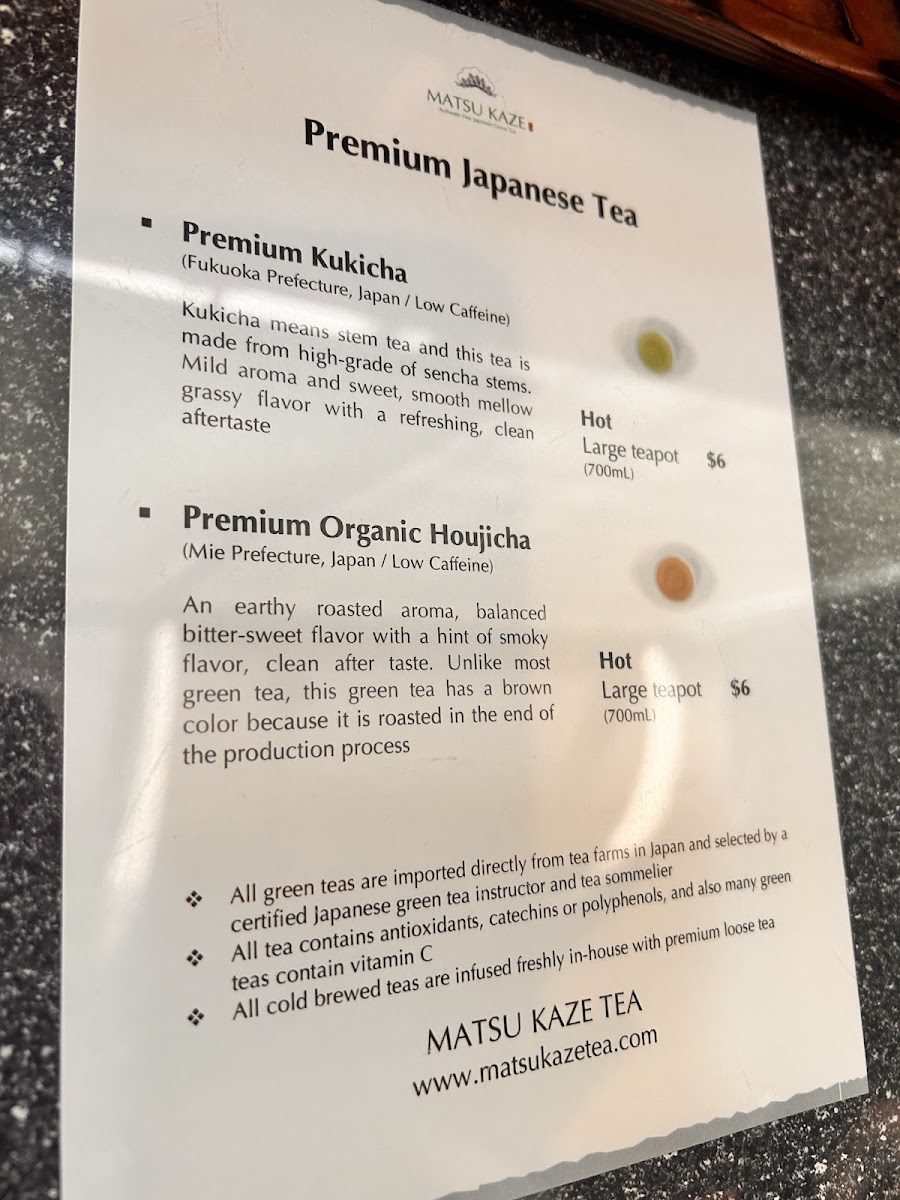 MATSU KAZE
Premium Japanese Tea
Premium Kukicha
(Fukuoka Prefecture, Japan / Low Caffeine)
Kukicha means stem tea and this tea is
made from high-grade of sencha stems.
Mild aroma and sweet, smooth mellow
grassy flavor with a refreshing, clean
aftertaste
Hot
Large teapot $6
(700mL)
Premium Organic Houjicha
(Mie Prefecture, Japan / Low Caffeine)
An earthy roasted aroma, balanced
bitter-sweet flavor with a hint of smoky
flavor, clean after taste. Unlike most
green tea, this green tea has a brown
color because it is roasted in the end of
the production process
Hot
Large teapot $6
(700mL)
All green teas are imported directly from tea farms in Japan and selected by a
certified Japanese green tea instructor and tea sommelier
All tea contains antioxidants, catechins or polyphenols, and also many green
teas contain vitamin C
All cold brewed teas are infused freshly in-house with premium loose tea
MATSU KAZE TEA
www.matsukazetea.com